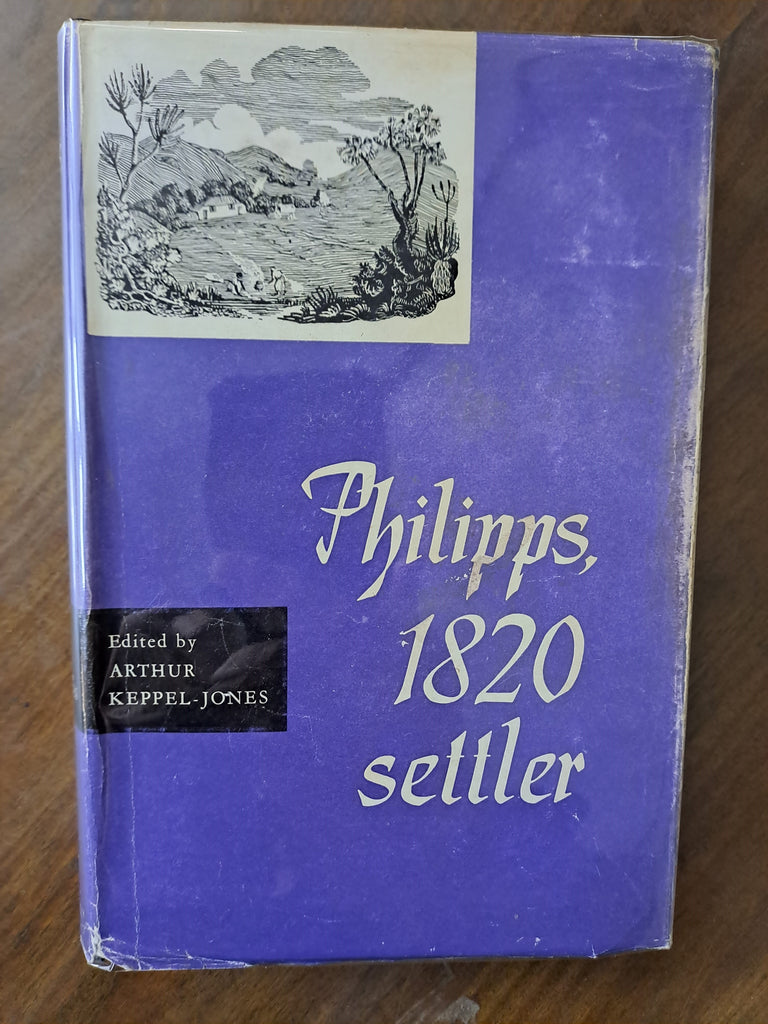 Philipps,
1820
settler
Edited by
ARTHUR
KEPPEL-JONES